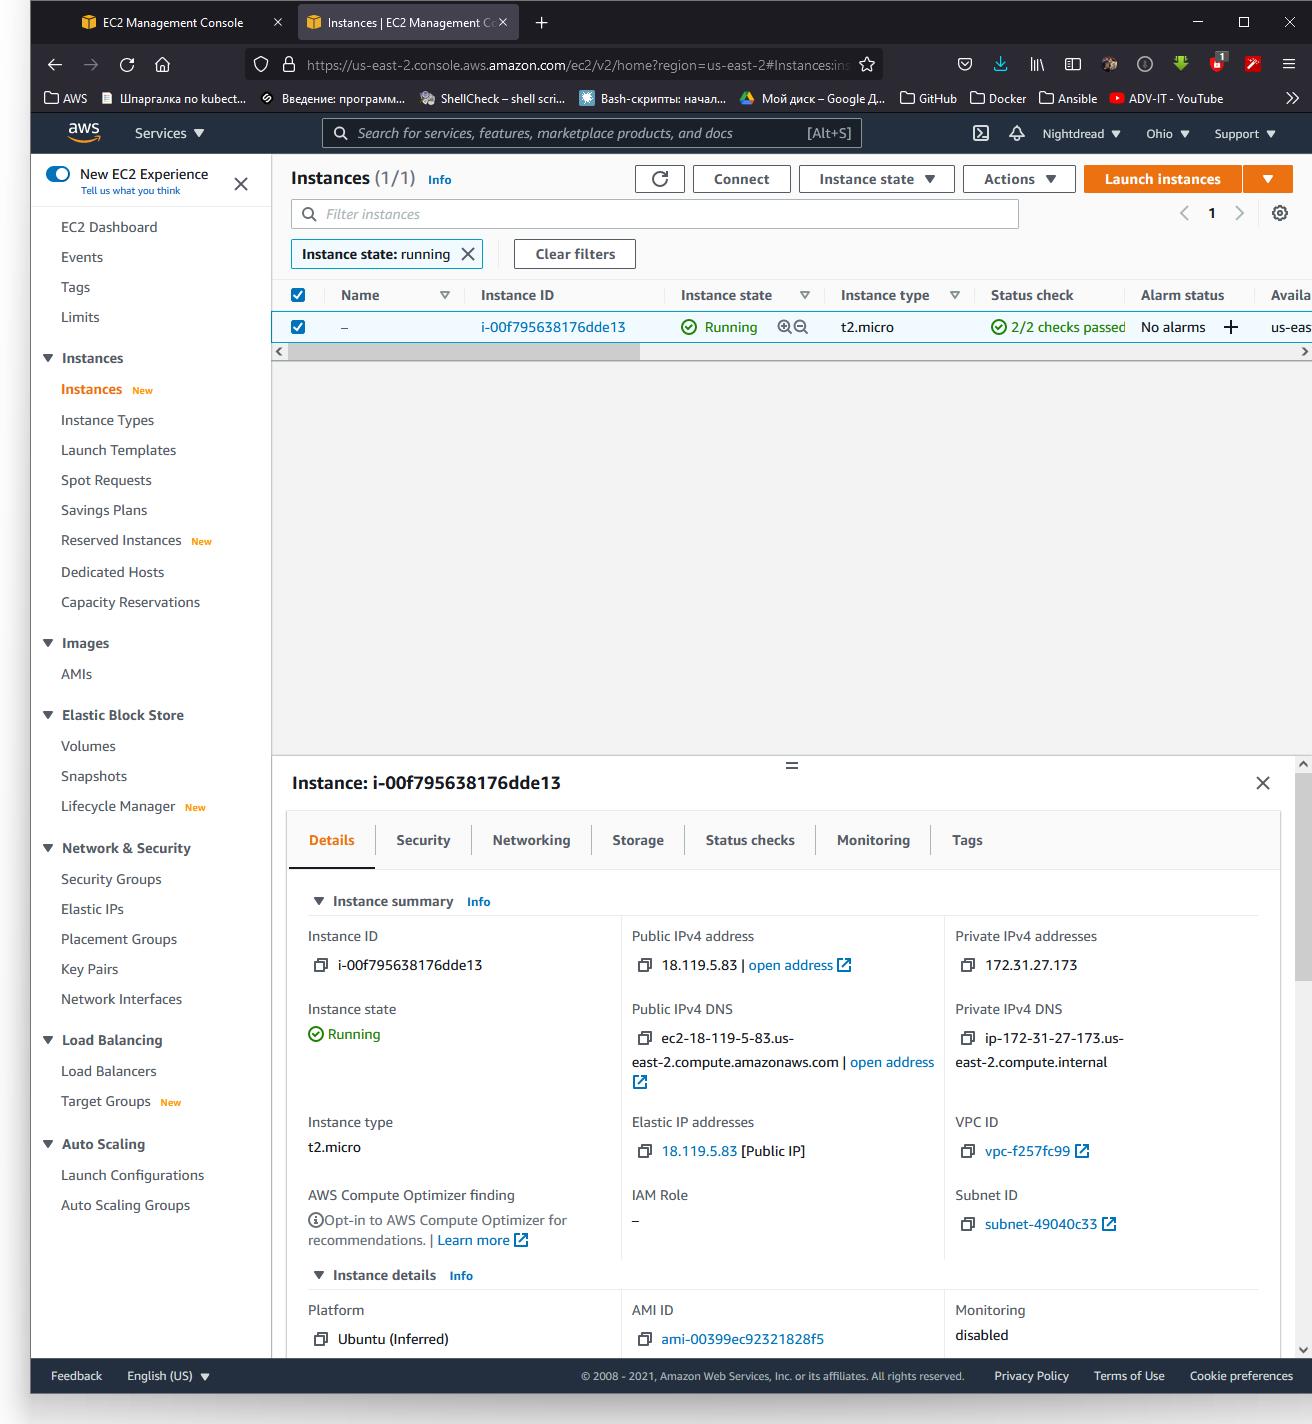 EC2 Management Console
Instances | EC2 Management Co
https://us-east-2.console.aws.amazon.com/ec2/v2/home?region=us-east-2#Instances:ins
1
AWS
Шпаргалка по kubect...
Введение: программ...
ShellCheck – shell scri...
Bash-скрипты: начал...
Мой диск – Google Д...
GitHub
Docker
Ansible
ADV-IT - YouTube
aws
Services
Search for services, features, marketplace products, and docs
[Alt+S]
Nightdread
Ohio
Support
New EC2 Experience
Tell us what you think
EC2 Dashboard
Events
Tags
Limits
Instances
Instances New
Instance Types
Launch Templates
Spot Requests
Savings Plans
Reserved Instances New
Dedicated Hosts
Capacity Reservations
Images
AMIs
Elastic Block Store
Volumes
Snapshots
Lifecycle Manager New
Network & Security
Security Groups
Elastic IPs
Placement Groups
Key Pairs
Network Interfaces
Load Balancing
Load Balancers
Target Groups New
Auto Scaling
Launch Configurations
Auto Scaling Groups
Instances (1/1) Info
Connect
Instance state
Actions
Launch instances
Filter instances
1
Instance state: running
Clear filters
Name Instance ID Instance state Instance type Status check Alarm status Availa
– i-00f795638176dde13 Running t2.micro 2/2 checks passed No alarms us-eas
Instance: i-00f795638176dde13
Details Security Networking Storage Status checks Monitoring Tags
Instance summary Info
Instance ID
i-00f795638176dde13
Public IPv4 address
18.119.5.83 | open address
Private IPv4 addresses
172.31.27.173
Instance state
Running
Public IPv4 DNS
ec2-18-119-5-83.us-
east-2.compute.amazonaws.com | open address
Private IPv4 DNS
ip-172-31-27-173.us-
east-2.compute.internal
Instance type
t2.micro
Elastic IP addresses
18.119.5.83 [Public IP]
VPC ID
vpc-f257fc99
AWS Compute Optimizer finding
Opt-in to AWS Compute Optimizer for
recommendations. | Learn more
IAM Role
–
Subnet ID
subnet-49040c33
Instance details Info
Platform
Ubuntu (Inferred)
AMI ID
ami-00399ec92321828f5
Monitoring
disabled
Feedback English (US) © 2008 - 2021, Amazon Web Services, Inc. or its affiliates. All rights reserved. Privacy Policy Terms of Use Cookie preferences